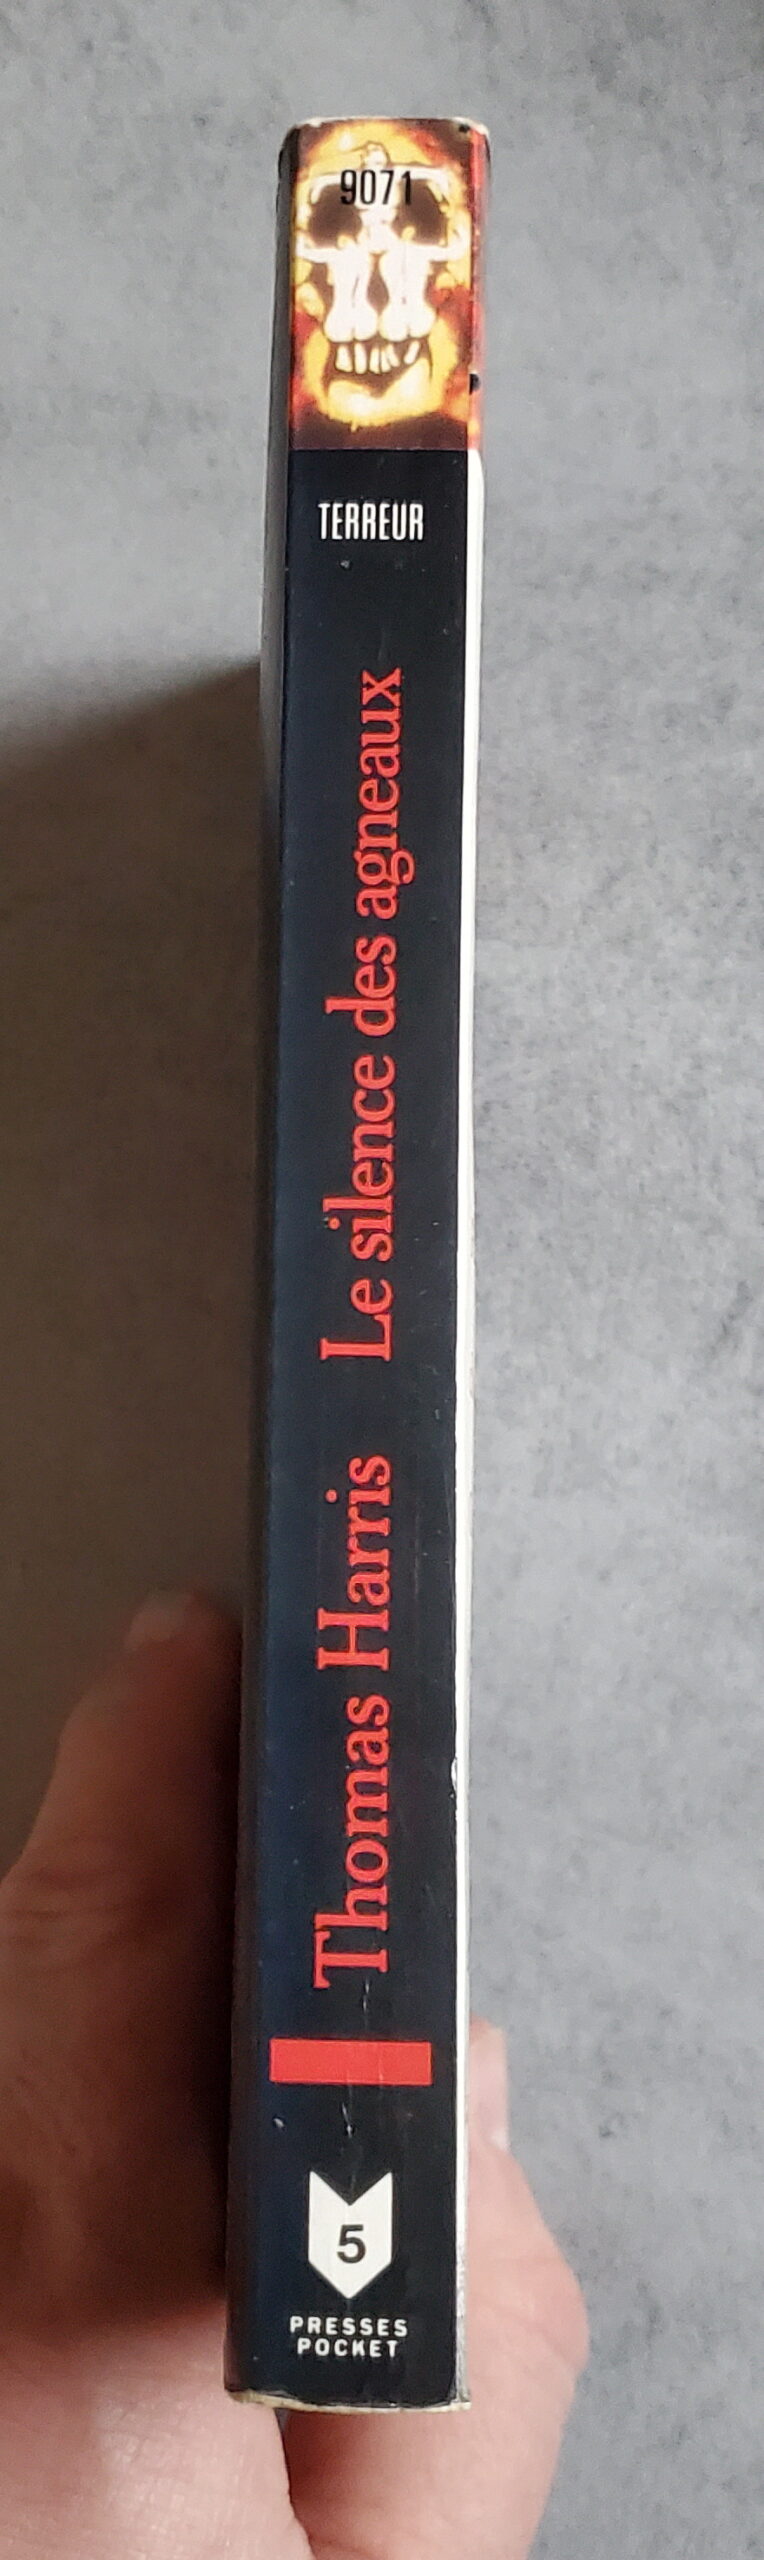 9071
TERREUR
Thomas Harris Le silence des agneaux
5
PRESSES
POCKET